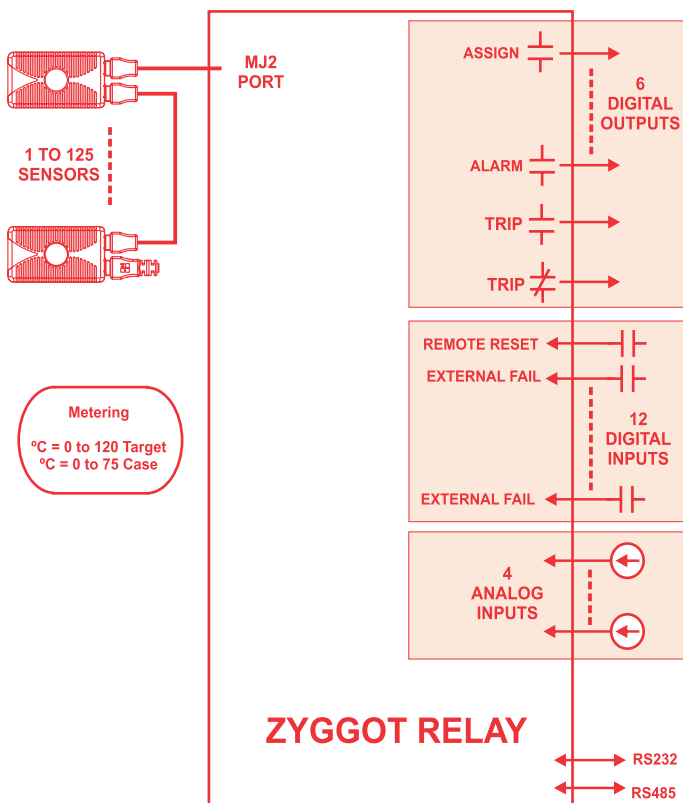 MJ2
PORT
1 TO 125
SENSORS
Metering
ºC = 0 to 120 Target
ºC = 0 to 75 Case
ASSIGN
ALARM
TRIP
TRIP
6
DIGITAL
OUTPUTS
REMOTE RESET
EXTERNAL FAIL
EXTERNAL FAIL
12
DIGITAL
INPUTS
4
ANALOG
INPUTS
ZYGGOT RELAY
RS232
RS485